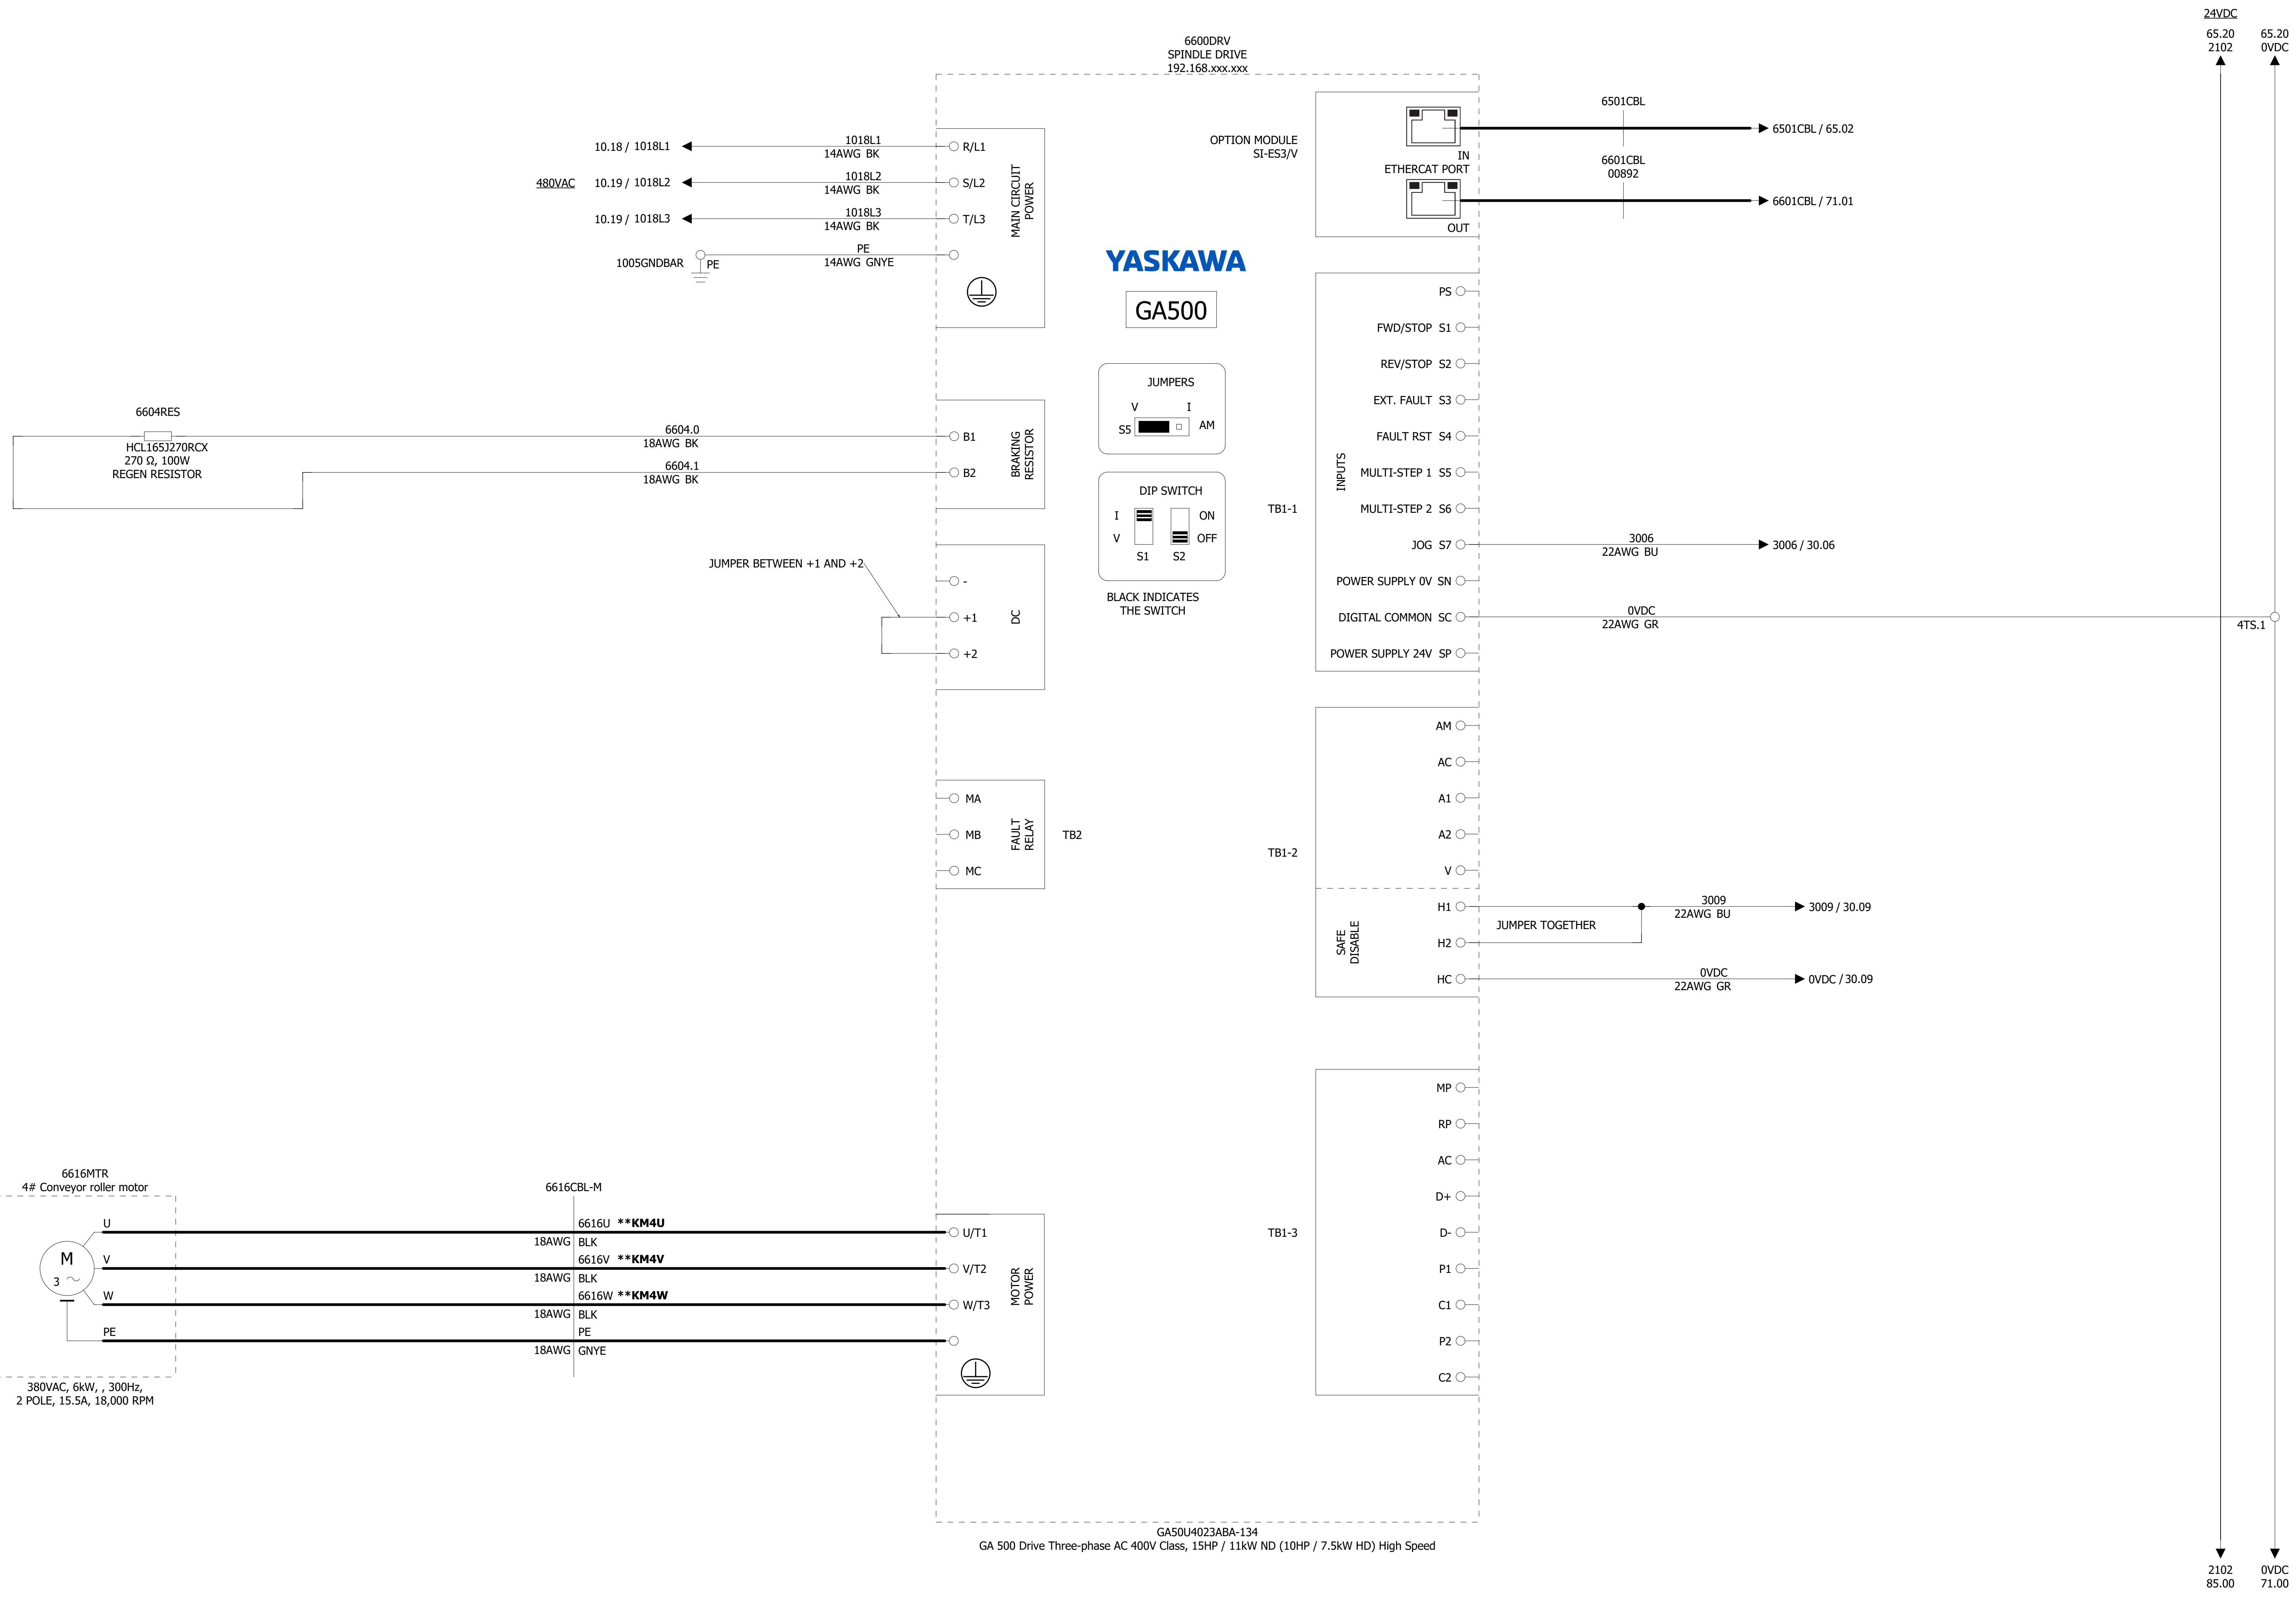 24VDC
65.20
2102
65.20
0VDC
6600DRV
SPINDLE DRIVE
192.168.xxx.xxx
10.18 / 1018L1
1018L1
14AWG BK
R/L1
480VAC
10.19 / 1018L2
1018L2
14AWG BK
S/L2
10.19 / 1018L3
1018L3
14AWG BK
T/L3
MAIN CIRCUIT
POWER
1005GNDBAR
PE
PE
14AWG GNYE
OPTION MODULE
SI-ES3/V
IN
ETHERCAT PORT
OUT
6501CBL
6501CBL / 65.02
6601CBL
00892
6601CBL / 71.01
YASKAWA
GA500
JUMPERS
V
I
S5
AM
DIP SWITCH
I
V
ON
OFF
S1
S2
BLACK INDICATES
THE SWITCH
6604RES
HCL165J270RCX
270 Ω, 100W
REGEN RESISTOR
6604.0
18AWG BK
B1
6604.1
18AWG BK
B2
BRAKING
RESISTOR
JUMPER BETWEEN +1 AND +2
-
+1
+2
DC
TB1-1
INPUTS
PS
FWD/STOP S1
REV/STOP S2
EXT. FAULT S3
FAULT RST S4
MULTI-STEP 1 S5
MULTI-STEP 2 S6
JOG S7
3006
22AWG BU
3006 / 30.06
POWER SUPPLY 0V SN
DIGITAL COMMON SC
0VDC
22AWG GR
4TS.1
POWER SUPPLY 24V SP
MA
MB
MC
FAULT
RELAY
TB2
TB1-2
AM
AC
A1
A2
V
SAFE
DISABLE
H1
H2
HC
JUMPER TOGETHER
3009
22AWG BU
3009 / 30.09
0VDC
22AWG GR
0VDC / 30.09
6616MTR
4# Conveyor roller motor
M
3
U
V
W
PE
380VAC, 6kW, , 300Hz,
2 POLE, 15.5A, 18,000 RPM
6616CBL-M
6616U **KM4U
18AWG BLK
6616V **KM4V
18AWG BLK
6616W **KM4W
18AWG BLK
PE
18AWG GNYE
U/T1
V/T2
W/T3
MOTOR
POWER
TB1-3
MP
RP
AC
D+
D-
P1
C1
P2
C2
GA50U4023ABA-134
GA 500 Drive Three-phase AC 400V Class, 15HP / 11kW ND (10HP / 7.5kW HD) High Speed
2102
85.00
0VDC
71.00